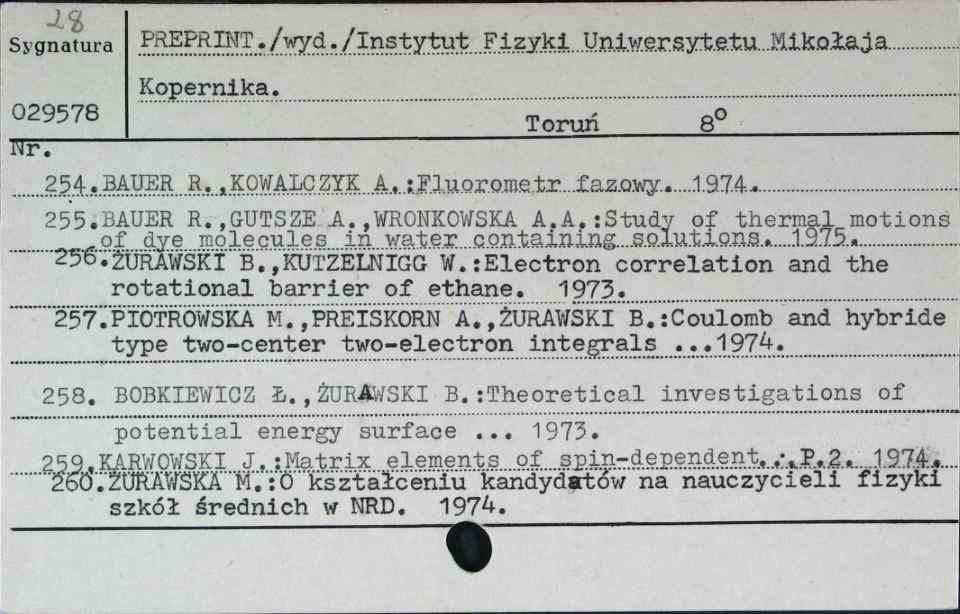 28
Sygnatura
PREPRINT./wyd./Instytut Fizyki Uniwersytetu Mikołaja
Kopernika.
029578
Toruń 8⁰
Nr.
254.BAUER R.,KOWALCZYK A.:Fluorometr fazowy. 1974.
255.BAUER R.,GUTSZE A.,WRONKOWSKA A.A.:Study of thermal motions
of dye molecules in water containing solutions. 1975.
256.ŻURAWSKI B.,KUTZELNIGG W.:Electron correlation and the
rotational barrier of ethane. 1973.
257.PIOTROWSKA M.,PREISKORN A.,ŻURAWSKI B.:Coulomb and hybride
type two-center two-electron integrals ...1974.
258. BOBKIEWICZ Ł.,ŻURAWSKI B.:Theoretical investigations of
potential energy surface ... 1973.
259.KARWOWSKI J.:Matrix elements of spin-dependent...P.2. 1974.
260.ŻURAWSKA M.:O kształceniu kandydatów na nauczycieli fizyki
szkół średnich w NRD. 1974.